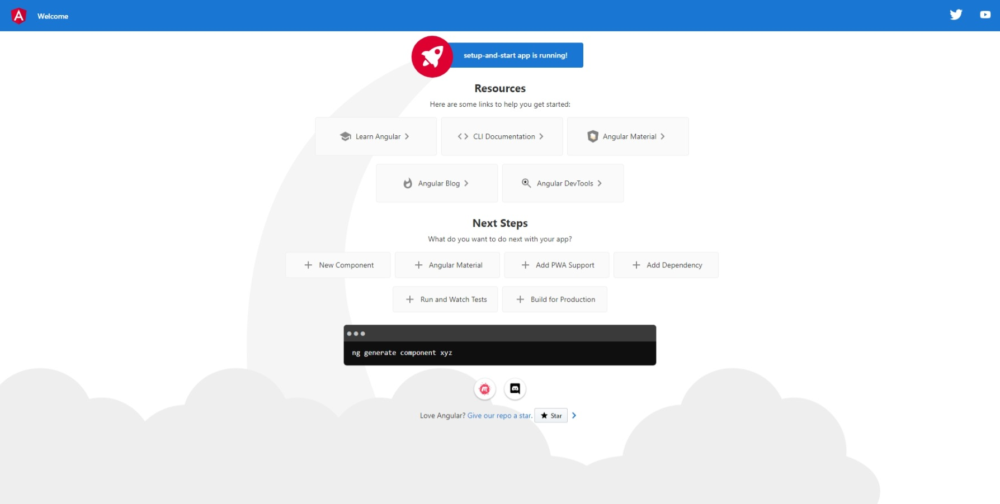 Welcome
setup-and-start app is running!
Resources
Here are some links to help you get started:
Learn Angular
CLI Documentation
Angular Material
Angular Blog
Angular DevTools
Next Steps
What do you want to do next with your app?
New Component
Angular Material
Add PWA Support
Add Dependency
Run and Watch Tests
Build for Production
ng generate component xyz
Love Angular? Give our repo a star. Star